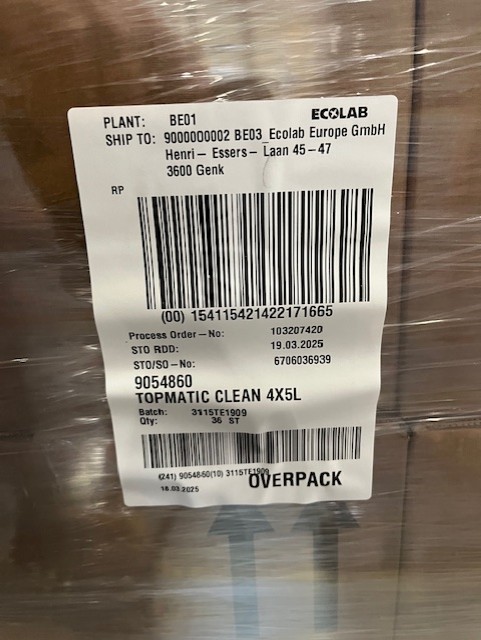 PLANT: BE01 ECOLAB
SHIP TO: 9000000002 BE03_Ecolab Europe GmbH
Henri- Essers- Laan 45-47
3600 Genk
RP
(00) 154115421422171665
Process Order-No: 103207420
STO RDD: 19.03.2025
STO/SO-No: 6706036939
9054860
TOPMATIC CLEAN 4X5L
Batch: 3115TE1909
Qty: 36 ST
(241) 9054860(10) 3115TE1909
18.03.2025 OVERPACK